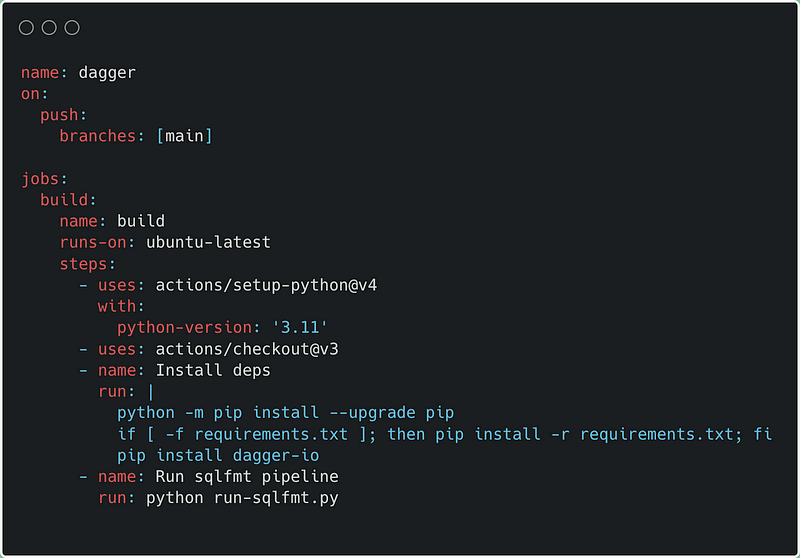 name: dagger
on:
  push:
    branches: [main]

jobs:
  build:
    name: build
    runs-on: ubuntu-latest
    steps:
      - uses: actions/setup-python@v4
        with:
          python-version: '3.11'
      - uses: actions/checkout@v3
      - name: Install deps
        run: |
          python -m pip install --upgrade pip
          if [ -f requirements.txt ]; then pip install -r requirements.txt; fi
          pip install dagger-io
      - name: Run sqlfmt pipeline
        run: python run-sqlfmt.py